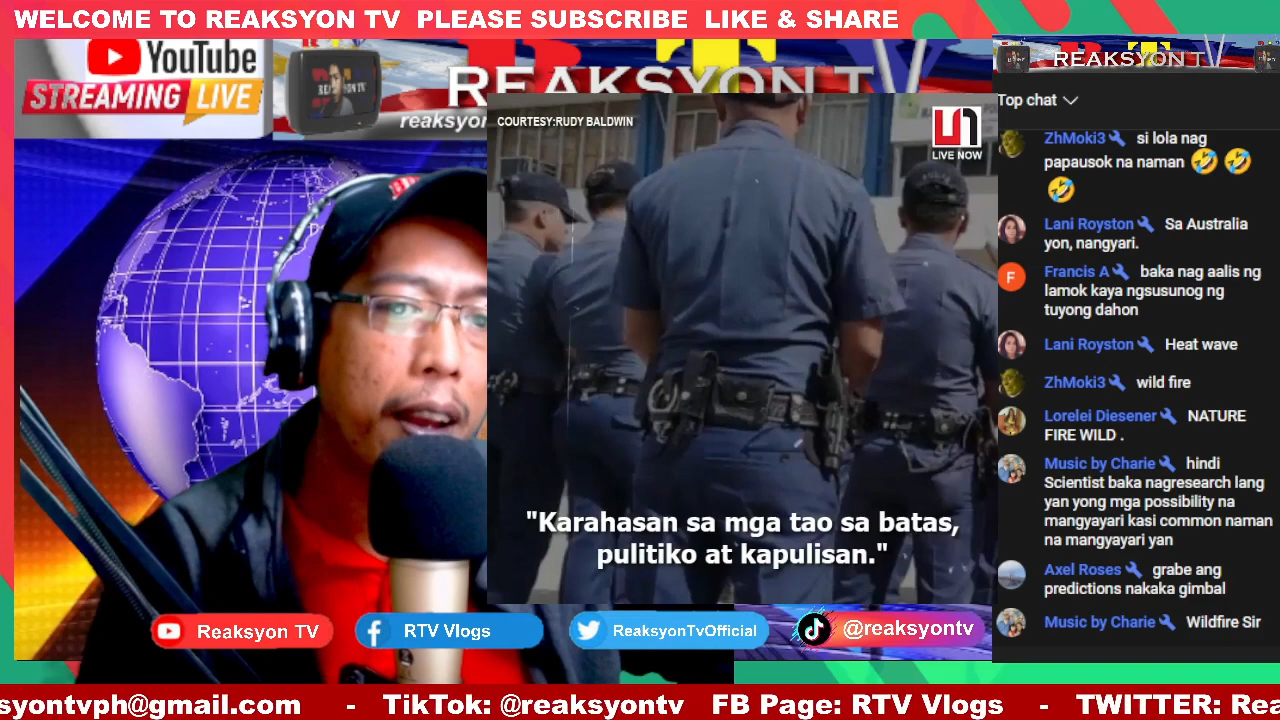 WELCOME TO REAKSYON TV PLEASE SUBSCRIBE LIKE & SHARE
YouTube
STREAMING LIVE
REAKSYON TV
reaksyon
COURTESY:RUDY BALDWIN
LIVE NOW
"Karahasan sa mga tao sa batas,
pulitiko at kapulisan."
Reaksyon TV
RTV Vlogs
ReaksyonTvOfficial
@reaksyontv
REAKSYON TV
Top chat
ZhMoki3 si lola nag
papausok na naman 🤣 🤣
🤣
Lani Royston Sa Australia
yon, nangyari.
F
Francis A baka nag aalis ng
lamok kaya ngsusunog ng
tuyong dahon
Lani Royston Heat wave
ZhMoki3 wild fire
Lorelei Diesener NATURE
FIRE WILD .
Music by Charie hindi
Scientist baka nagresearch lang
yan yong mga possibility na
mangyayari kasi common naman
na mangyayari yan
Axel Roses grabe ang
predictions nakaka gimbal
Music by Charie Wildfire Sir
syontvph@gmail.com - TikTok: @reaksyontv FB Page: RTV Vlogs - TWITTER: Rea